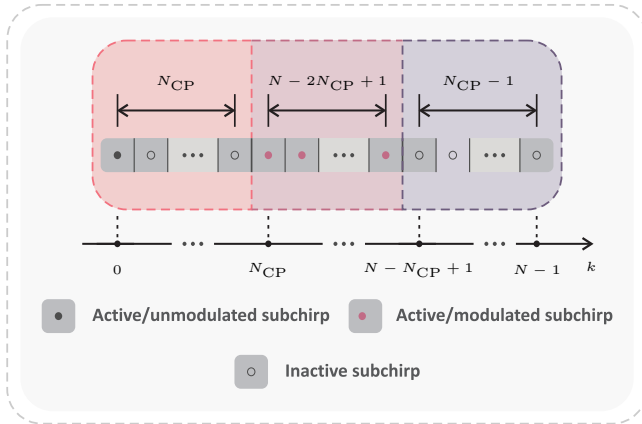 N_CP N − 2N_CP + 1 N_CP − 1
... ... ...
... ... ...
0 N_CP N − N_CP + 1 N − 1 k
Active/unmodulated subchirp Active/modulated subchirp
Inactive subchirp